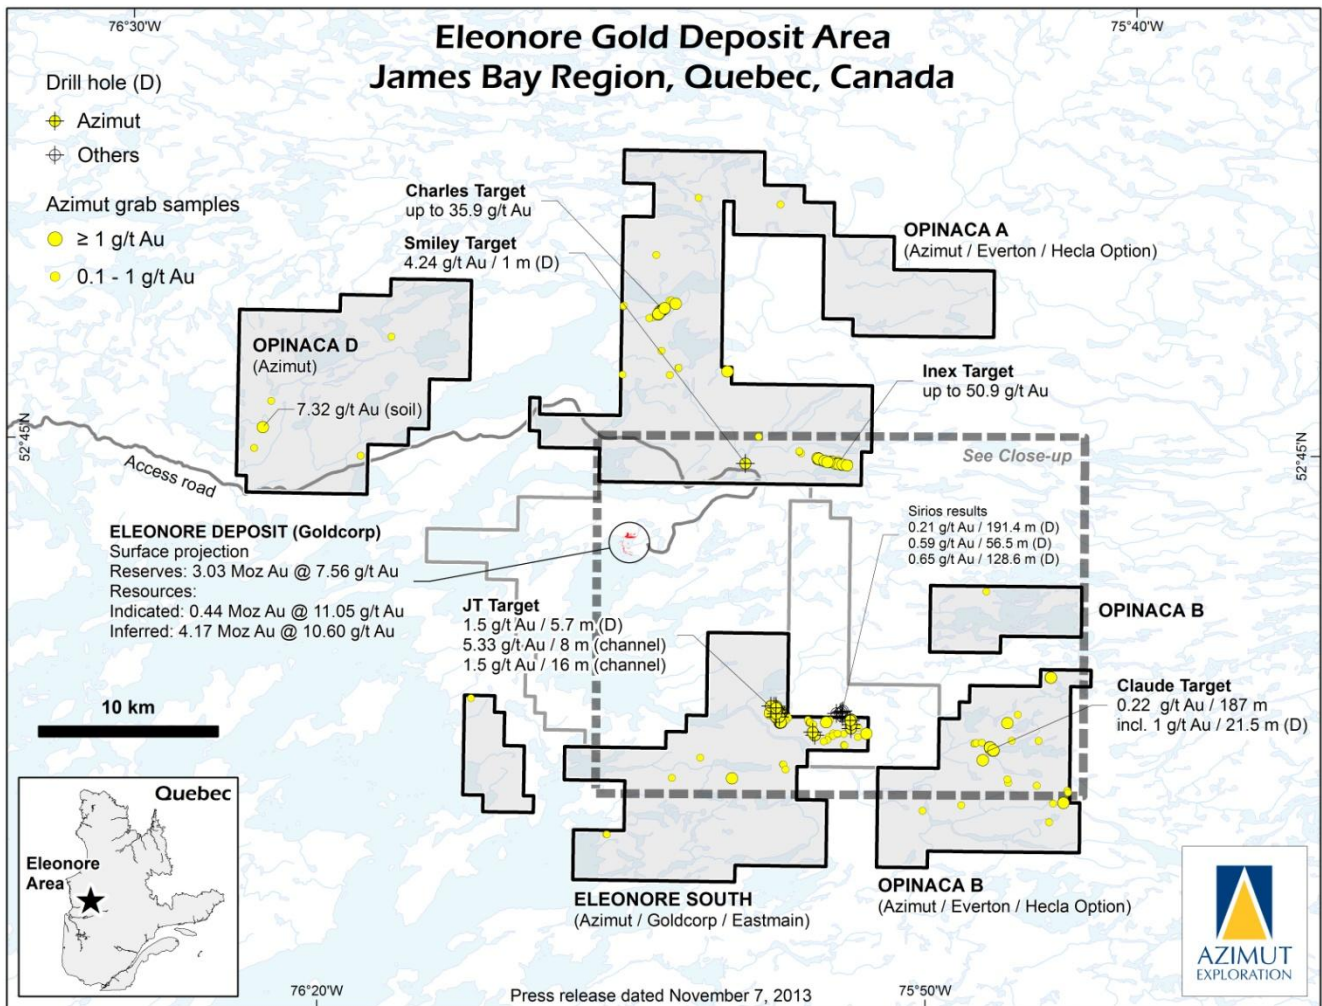 76°30'W
75°40'W
Eleonore Gold Deposit Area
James Bay Region, Quebec, Canada
Drill hole (D)
Azimut
Others
Azimut grab samples
≥ 1 g/t Au
0.1 - 1 g/t Au
Charles Target
up to 35.9 g/t Au
Smiley Target
4.24 g/t Au / 1 m (D)
OPINACA A
(Azimut / Everton / Hecla Option)
OPINACA D
(Azimut)
7.32 g/t Au (soil)
Inex Target
up to 50.9 g/t Au
52°45'N
52°45'N
Access road
See Close-up
ELEONORE DEPOSIT (Goldcorp)
Surface projection
Reserves: 3.03 Moz Au @ 7.56 g/t Au
Resources:
Indicated: 0.44 Moz Au @ 11.05 g/t Au
Inferred: 4.17 Moz Au @ 10.60 g/t Au
Sirios results
0.21 g/t Au / 191.4 m (D)
0.59 g/t Au / 56.5 m (D)
0.65 g/t Au / 128.6 m (D)
JT Target
1.5 g/t Au / 5.7 m (D)
5.33 g/t Au / 8 m (channel)
1.5 g/t Au / 16 m (channel)
OPINACA B
Claude Target
0.22 g/t Au / 187 m
incl. 1 g/t Au / 21.5 m (D)
10 km
Quebec
Eleonore
Area
ELEONORE SOUTH
(Azimut / Goldcorp / Eastmain)
OPINACA B
(Azimut / Everton / Hecla Option)
AZIMUT
EXPLORATION
76°20'W
Press release dated November 7, 2013
75°50'W